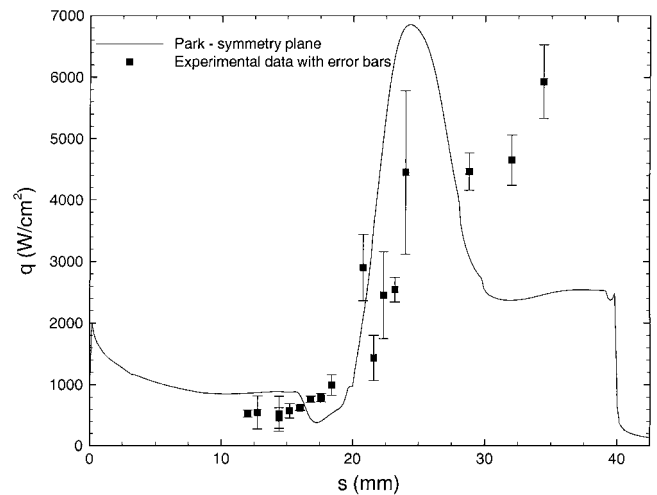 7000
6000
5000
4000
3000
2000
1000
0
q (W/cm²)
Park - symmetry plane
Experimental data with error bars
0 10 20 30 40
s (mm)